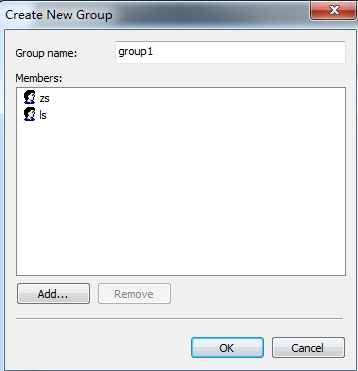 Create New Group
Group name: group1
Members:
zs
ls
Add... Remove
OK Cancel